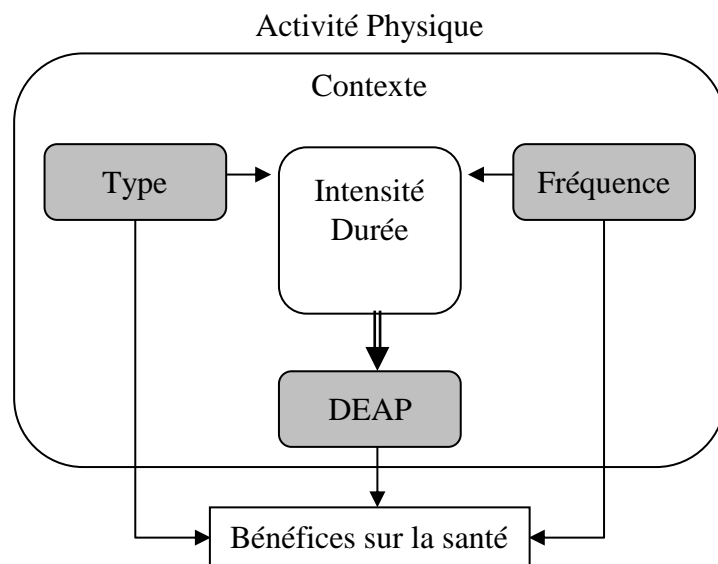 Activité Physique
Contexte
Type
Intensité
Durée
Fréquence
DEAP
Bénéfices sur la santé